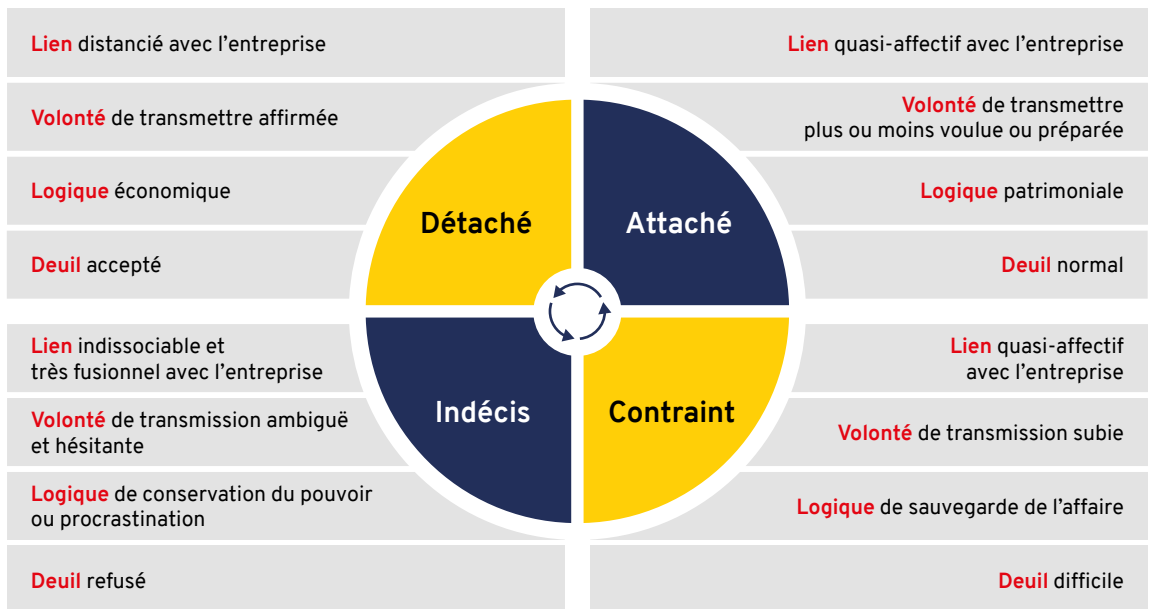 Lien distancié avec l'entreprise
Volonté de transmettre affirmée
Logique économique
Deuil accepté
Détaché
Lien quasi-affectif avec l'entreprise
Volonté de transmettre
plus ou moins voulue ou préparée
Logique patrimoniale
Deuil normal
Attaché
Lien indissociable et
très fusionnel avec l'entreprise
Volonté de transmission ambiguë
et hésitante
Logique de conservation du pouvoir
ou procrastination
Deuil refusé
Indécis
Lien quasi-affectif
avec l'entreprise
Volonté de transmission subie
Logique de sauvegarde de l'affaire
Deuil difficile
Contraint